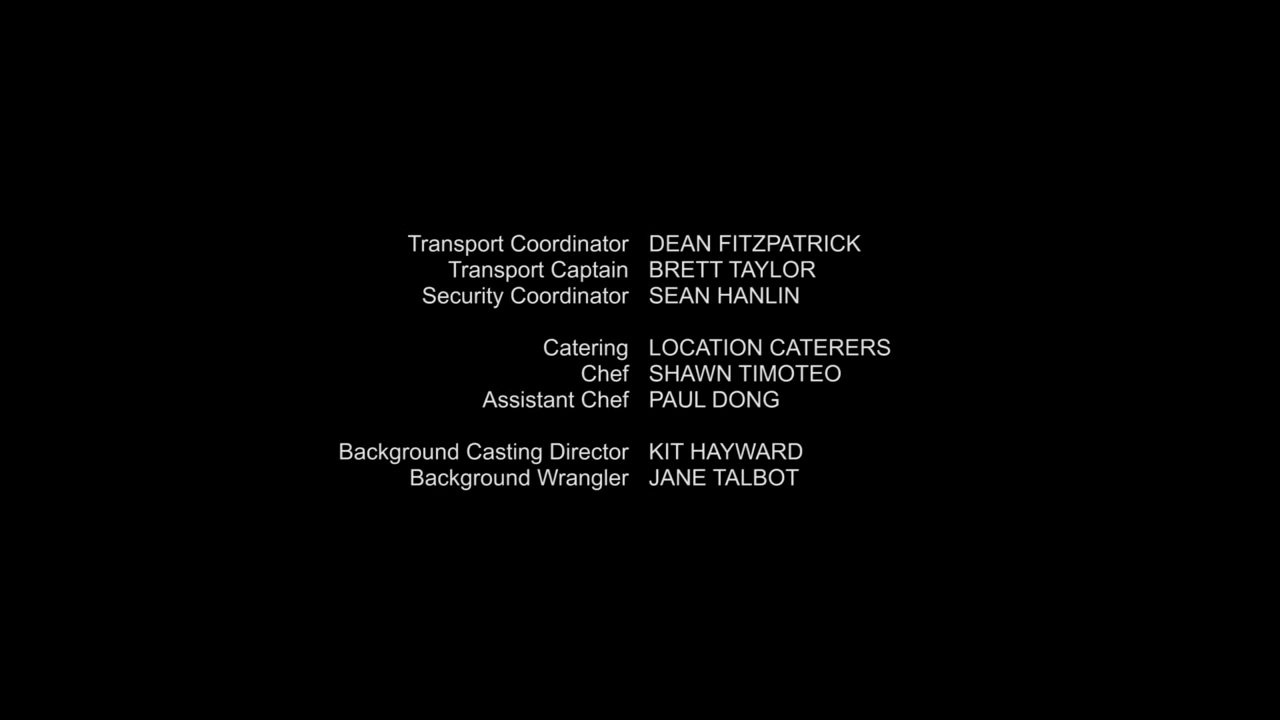 Transport Coordinator DEAN FITZPATRICK
Transport Captain BRETT TAYLOR
Security Coordinator SEAN HANLIN
Catering LOCATION CATERERS
Chef SHAWN TIMOTEO
Assistant Chef PAUL DONG
Background Casting Director KIT HAYWARD
Background Wrangler JANE TALBOT